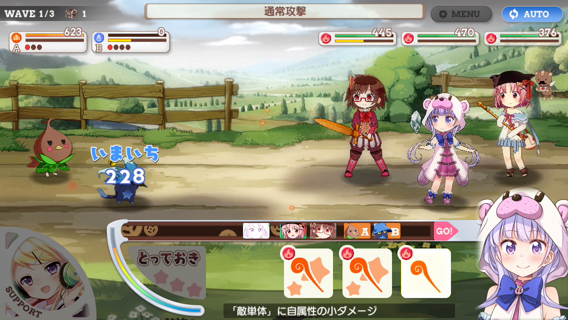 WAVE 1/3 1
通常攻撃
MENU
AUTO
623
A
0
B
445
470
376
いまいち
228
A
B
GO!
とっておき
SUPPORT
「敵単体」に自属性の小ダメージ